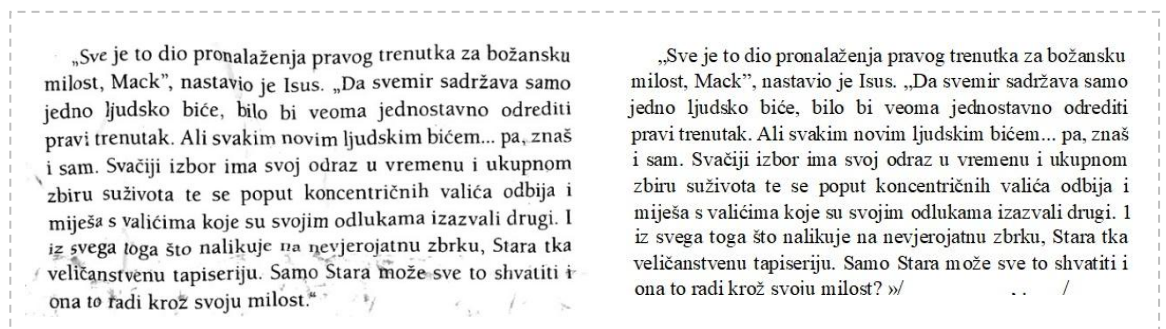 „Sve je to dio pronalaženja pravog trenutka za božansku
milost, Mack”, nastavio je Isus. „Da svemir sadržava samo
jedno ljudsko biće, bilo bi veoma jednostavno odrediti
pravi trenutak. Ali svakim novim ljudskim bićem... pa, znaš
i sam. Svačiji izbor ima svoj odraz u vremenu i ukupnom
zbiru suživota te se poput koncentričnih valića odbija i
miješa s valićima koje su svojim odlukama izazvali drugi. I
iz svega toga što nalikuje na nevjerojatnu zbrku, Stara tka
veličanstvenu tapiseriju. Samo Stara može sve to shvatiti i
ona to radi krož svoju milost.“
„Sve je to dio pronalaženja pravog trenutka za božansku
milost, Mack”, nastavio je Isus. „Da svemir sadržava samo
jedno ljudsko biće, bilo bi veoma jednostavno odrediti
pravi trenutak. Ali svakim novim ljudskim bićem... pa, znaš
i sam. Svačiji izbor ima svoj odraz u vremenu i ukupnom
zbiru suživota te se poput koncentričnih valića odbija i
miješa s valićima koje su svojim odlukama izazvali drugi. 1
iz svega toga što nalikuje na nevjerojatnu zbrku, Stara tka
veličanstvenu tapiseriju. Samo Stara može sve to shvatiti i
ona to radi krož svoiu milost? »/ . . /